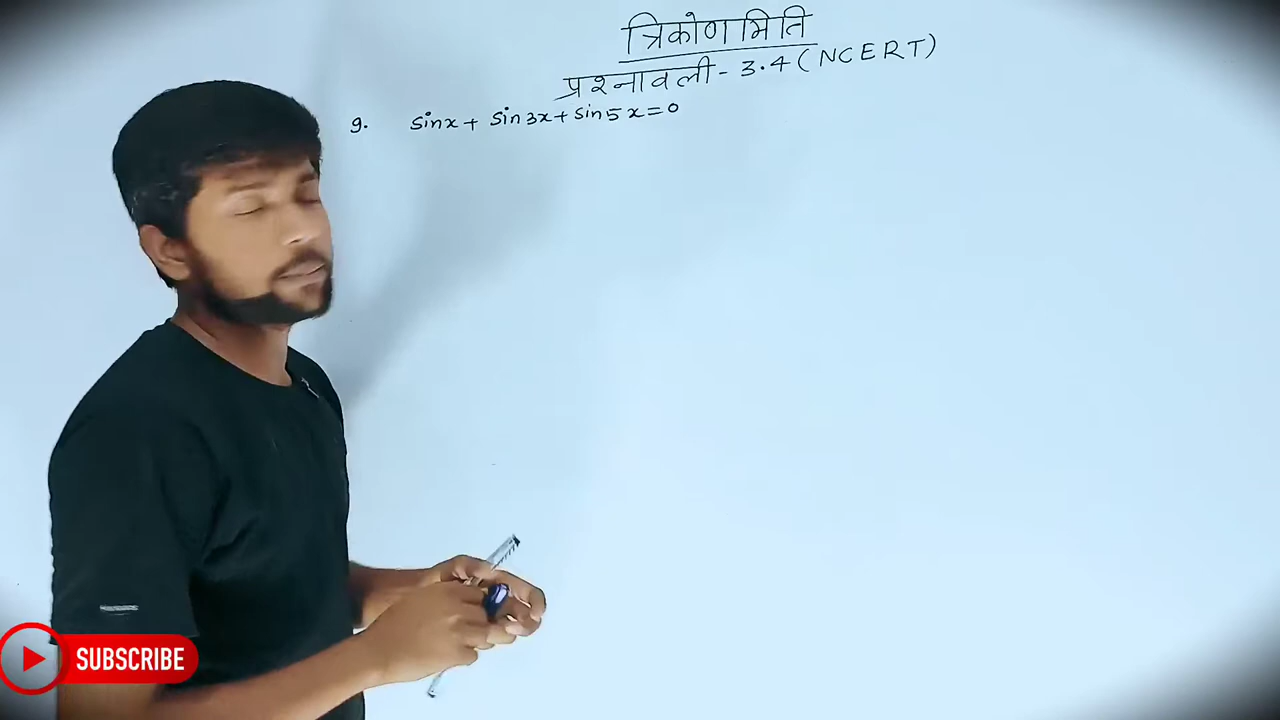 त्रिकोणमिति
प्रश्नावली - 3.4 (NCERT)
9. sinx + sin3x + sin5x = 0
SUBSCRIBE